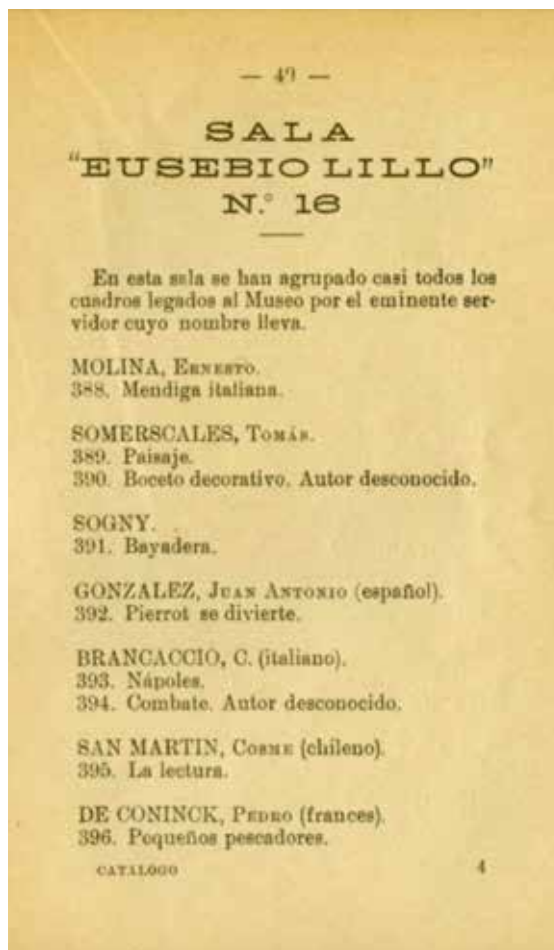 — 49 —
SALA
"EUSEBIO LILLO"
N.° 16
En esta sala se han agrupado casi todos los
cuadros legados al Museo por el eminente ser-
vidor cuyo nombre lleva.
MOLINA, ERNESTO.
388. Mendiga italiana.
SOMERSCALES, TOMÁS.
389. Paisaje.
390. Boceto decorativo. Autor desconocido.
SOGNY.
391. Bayadera.
GONZALEZ, JUAN ANTONIO (español).
392. Pierrot se divierte.
BRANCACCIO, C. (italiano).
393. Nápoles.
394. Combate. Autor desconocido.
SAN MARTIN, COSME (chileno).
395. La lectura.
DE CONINCK, PEDRO (frances).
396. Pequeños pescadores.
CATÁLOGO 4